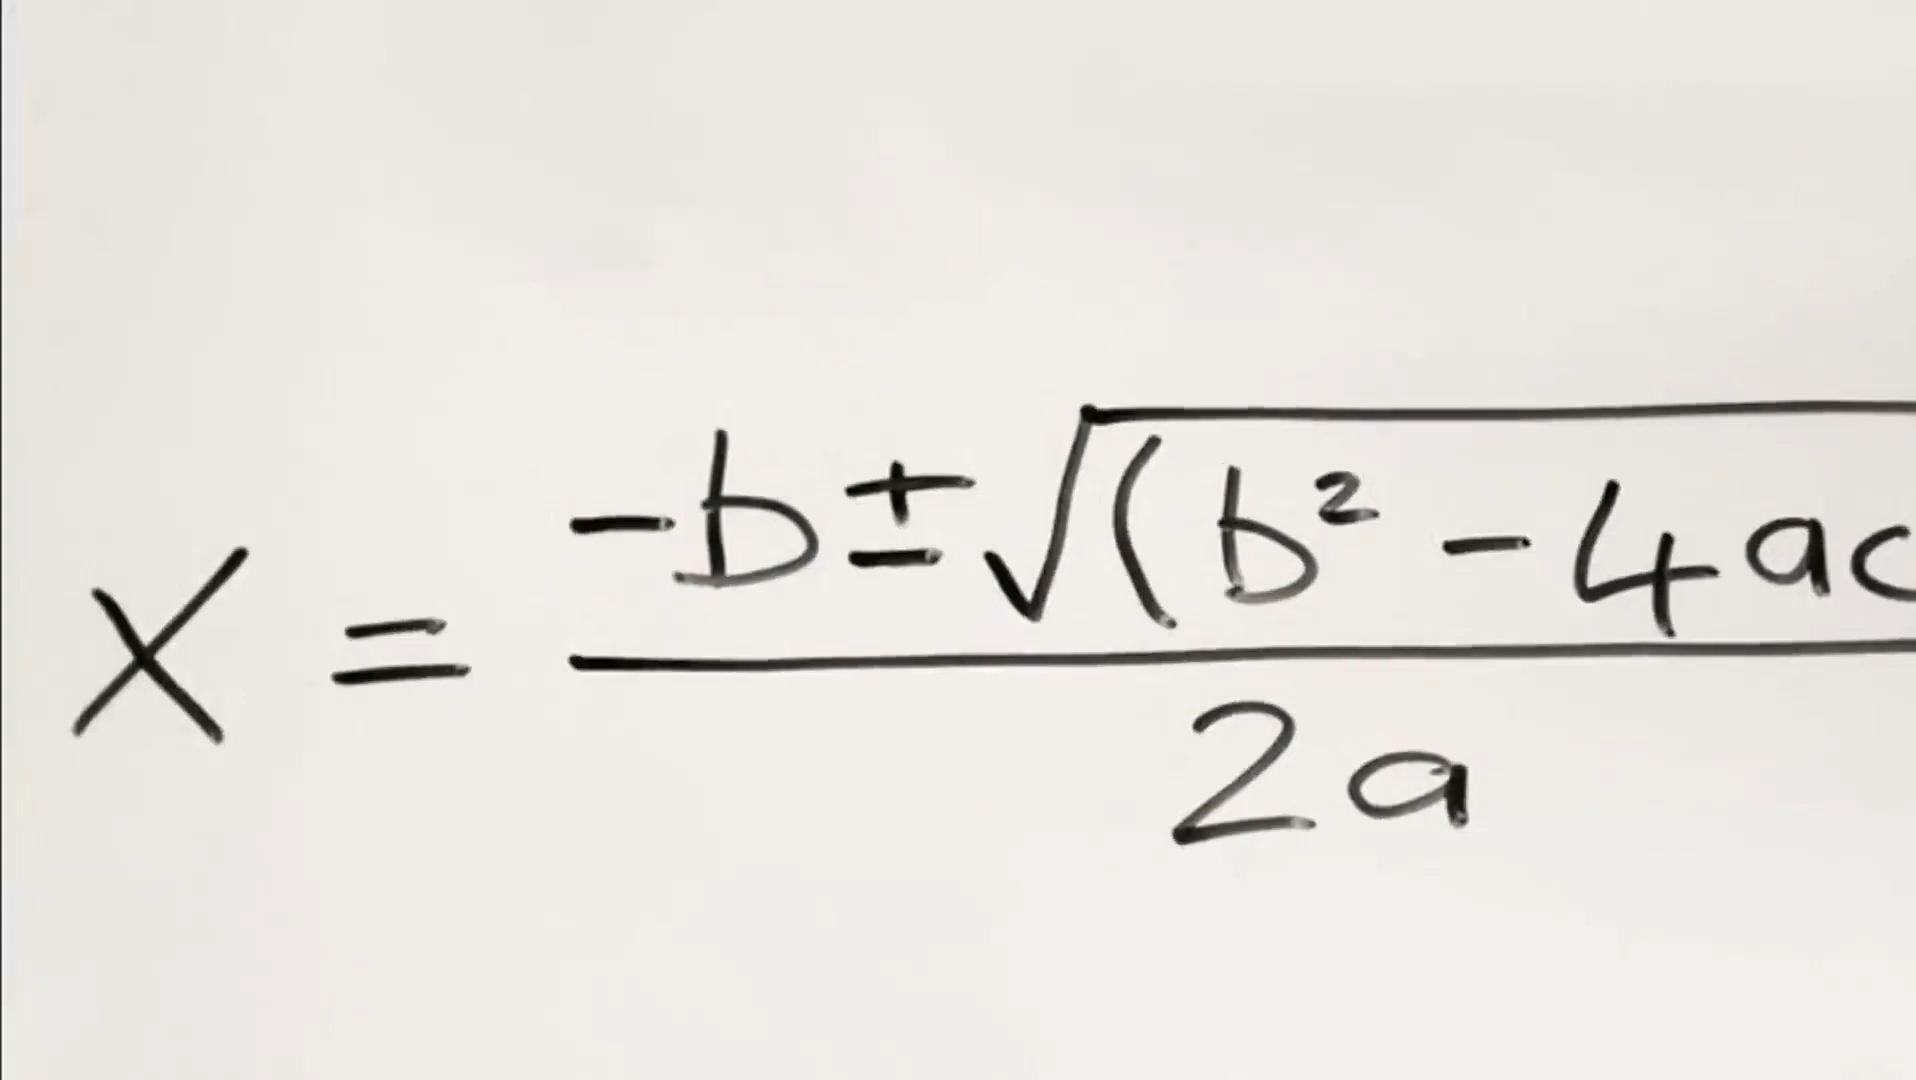 X = -b ± √(b² - 4ac
2a